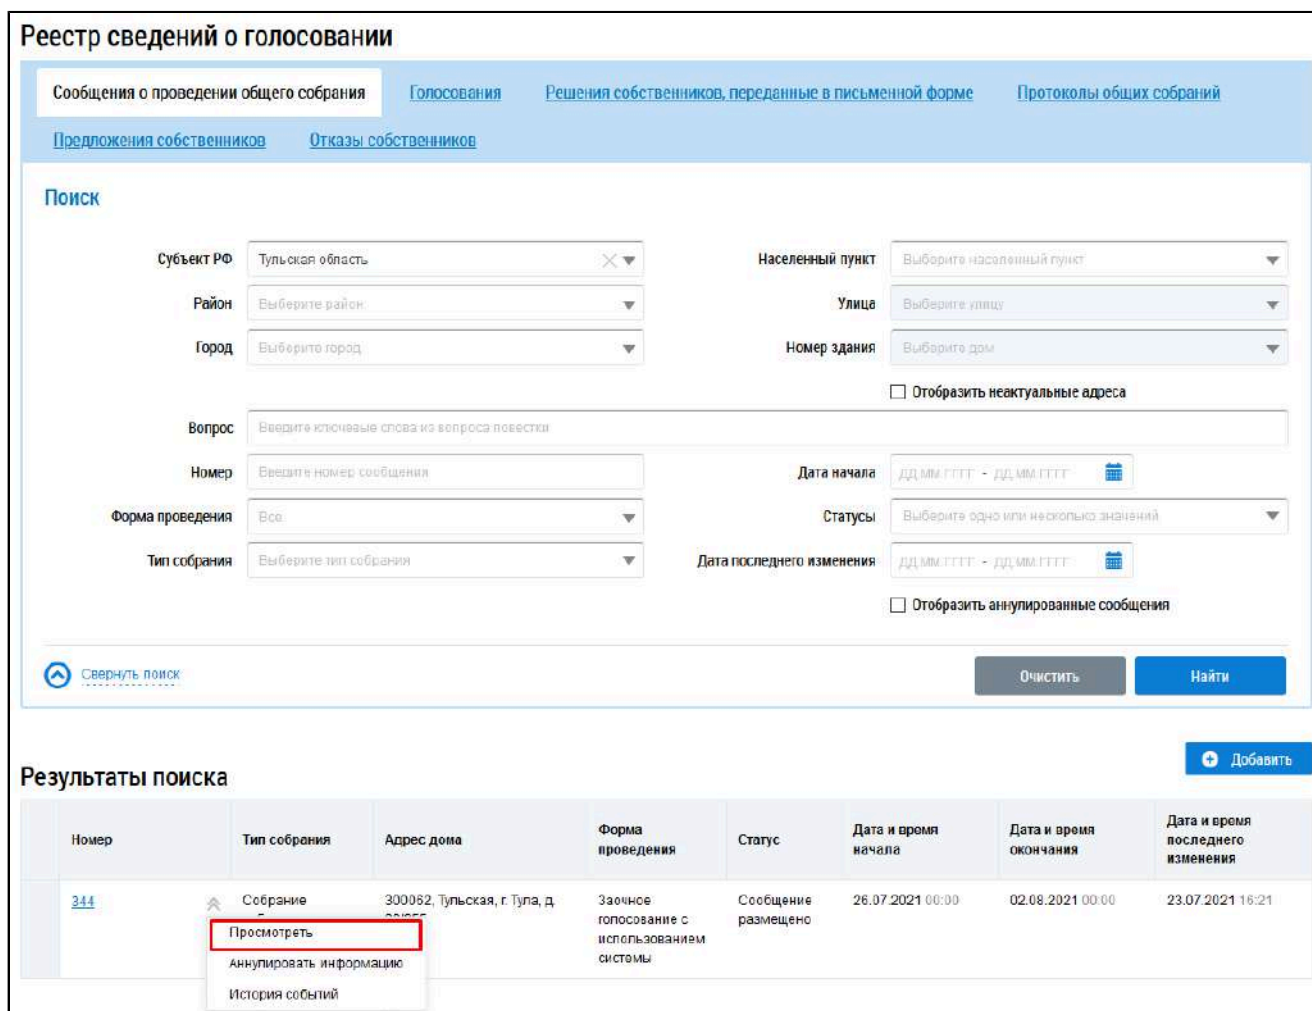 Реестр сведений о голосовании
Сообщения о проведении общего собрания Голосования Решения собственников, переданные в письменной форме Протоколы общих собраний
Предложения собственников Отказы собственников
Поиск
Субъект РФ Тульская область Населенный пункт Выберите населенный пункт
Район Выберите район Улица Выберите улицу
Город Выберите город Номер здания Выберите дом
Отобразить неактуальные адреса
Вопрос Введите ключевые слова из вопроса повестки
Номер Введите номер сообщения Дата начала ДД.ММ.ГГГГ - ДД.ММ.ГГГГ
Форма проведения Все Статусы Выберите одно или несколько значений
Тип собрания Выберите тип собрания Дата последнего изменения ДД.ММ.ГГГГ - ДД.ММ.ГГГГ
Отобразить аннулированные сообщения
Свернуть поиск Очистить Найти
Добавить
Результаты поиска
Номер Тип собрания Адрес дома Форма проведения Статус Дата и время начала Дата и время окончания Дата и время последнего изменения
344 Собрание 300062, Тульская, г. Тула, д. Заочное Сообщение 26.07.2021 00:00 02.08.2021 00:00 23.07.2021 16:21
голосование с размещено
использованием
системы
Просмотреть
Аннулировать информацию
История событий